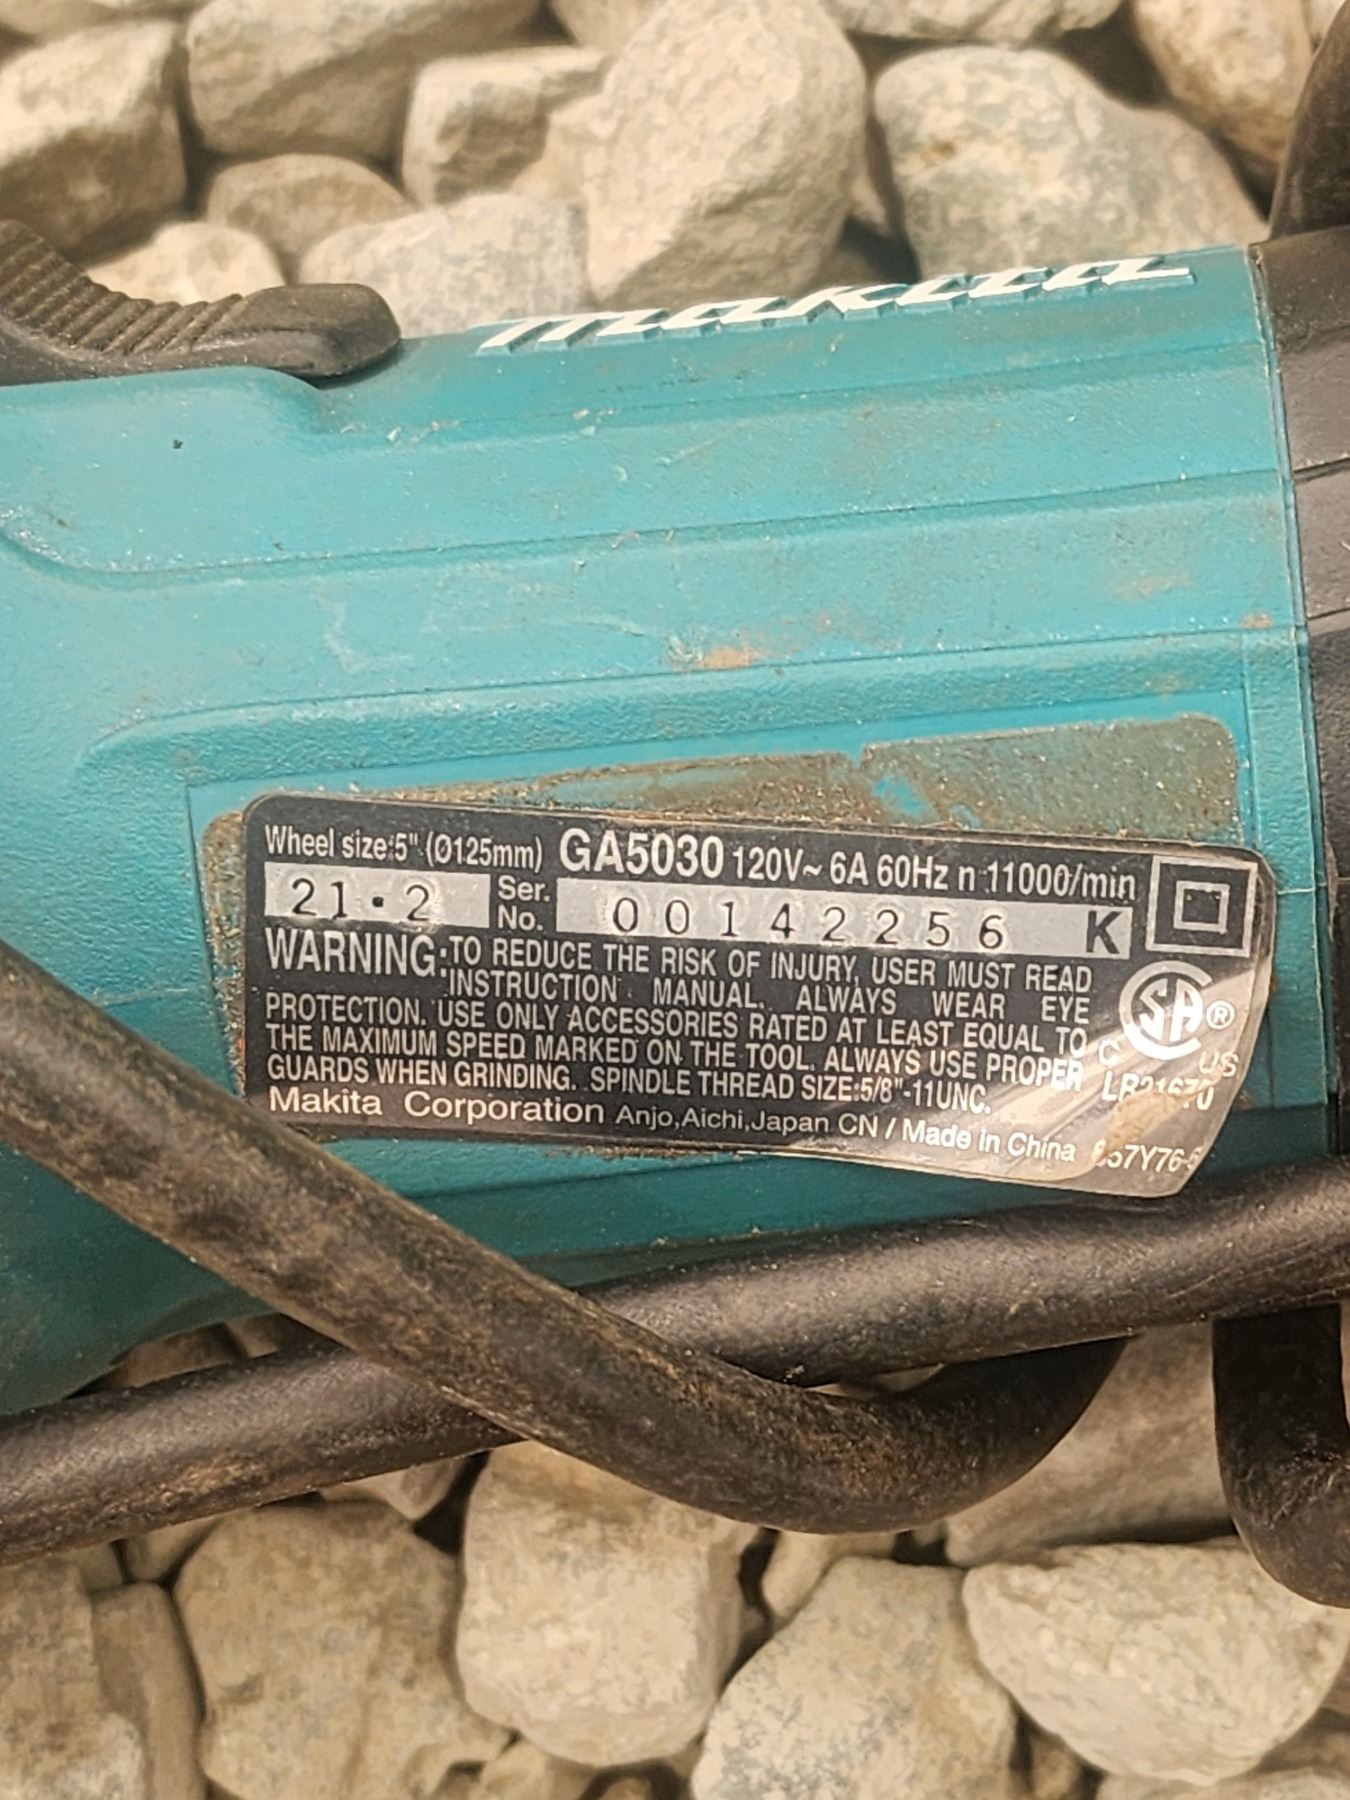 makita
Wheel size:5" (Ø125mm) GA5030 120V~ 6A 60Hz n 11000/min
21・2 Ser. No. 00142256 K
WARNING:TO REDUCE THE RISK OF INJURY, USER MUST READ
INSTRUCTION MANUAL. ALWAYS WEAR EYE
PROTECTION. USE ONLY ACCESSORIES RATED AT LEAST EQUAL TO
THE MAXIMUM SPEED MARKED ON THE TOOL. ALWAYS USE PROPER
GUARDS WHEN GRINDING. SPINDLE THREAD SIZE:5/8"-11UNC.
Makita Corporation Anjo,Aichi,Japan CN / Made in China
C SA ® US